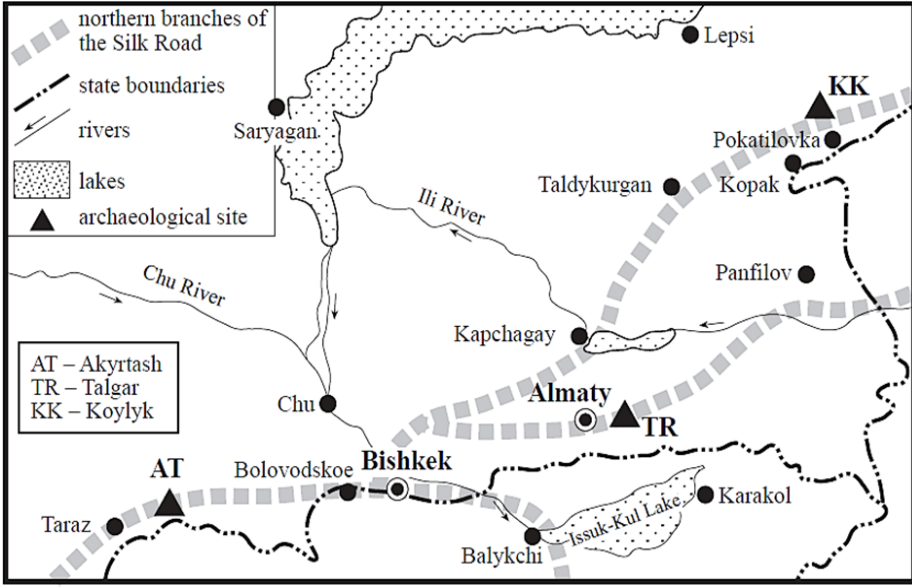 northern branches of
the Silk Road
state boundaries
rivers
lakes
archaeological site
Lepsi
KK
Saryagan
Pokatilovka
Taldykurgan
Kopak
Ili River
Panfilov
Chu River
Kapchagay
AT – Akyrtash
TR – Talgar
KK – Koylyk
Almaty
Chu
TR
AT
Bolovodskoe
Bishkek
Karakol
Issuk-Kul Lake
Taraz
Balykchi